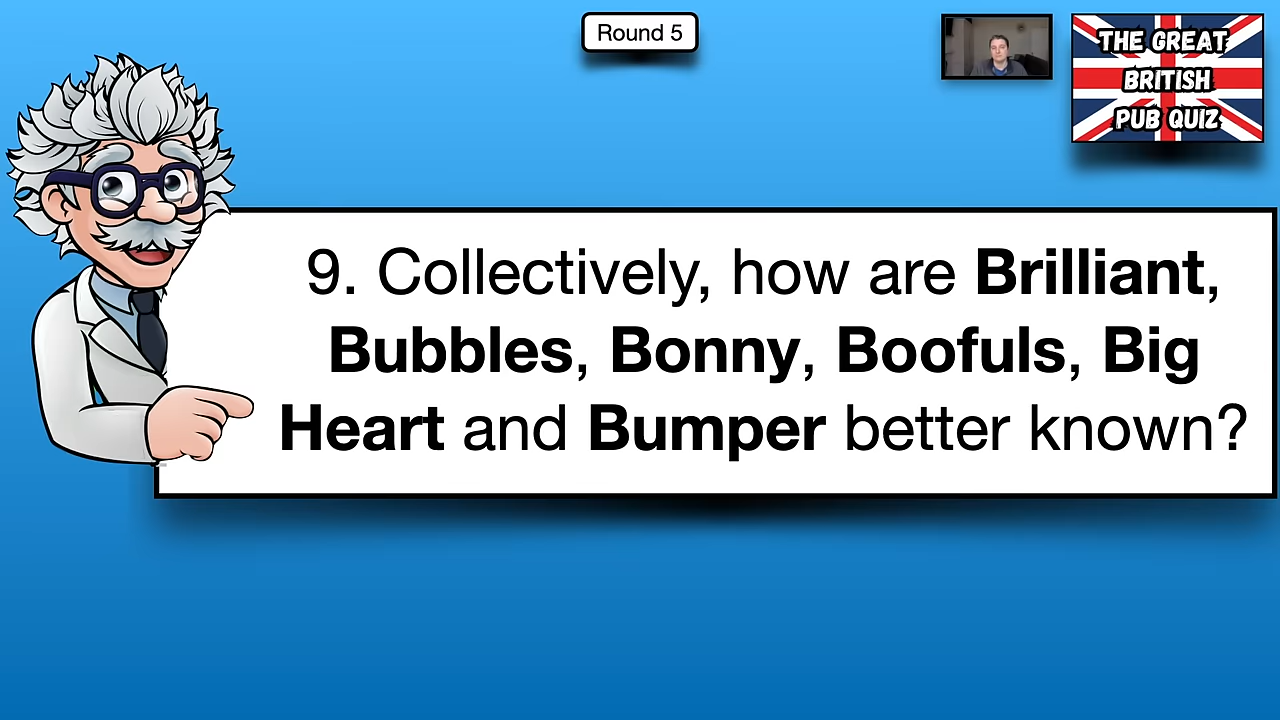 Round 5
THE GREAT
BRITISH
PUB QUIZ
9. Collectively, how are Brilliant,
Bubbles, Bonny, Boofuls, Big
Heart and Bumper better known?